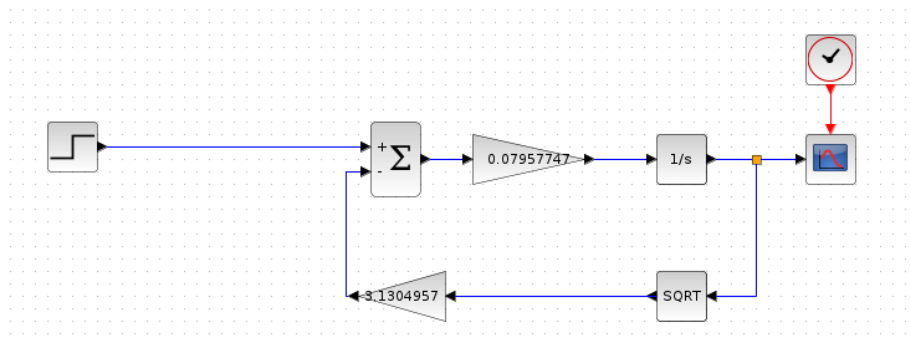 +
-
Σ
0.07957747
1/s
3.1304957
SQRT